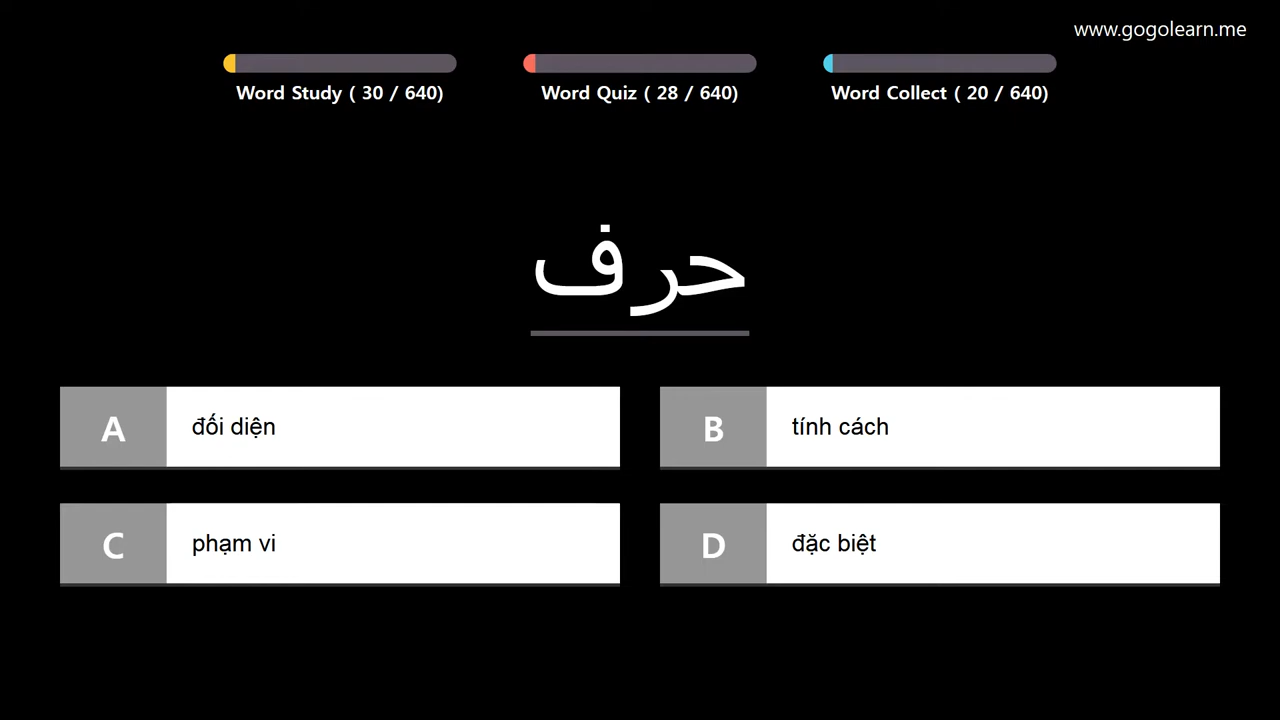 www.gogolearn.me
Word Study ( 30 / 640)
Word Quiz ( 28 / 640)
Word Collect ( 20 / 640)
حرف
A đối diện
B tính cách
C phạm vi
D đặc biệt